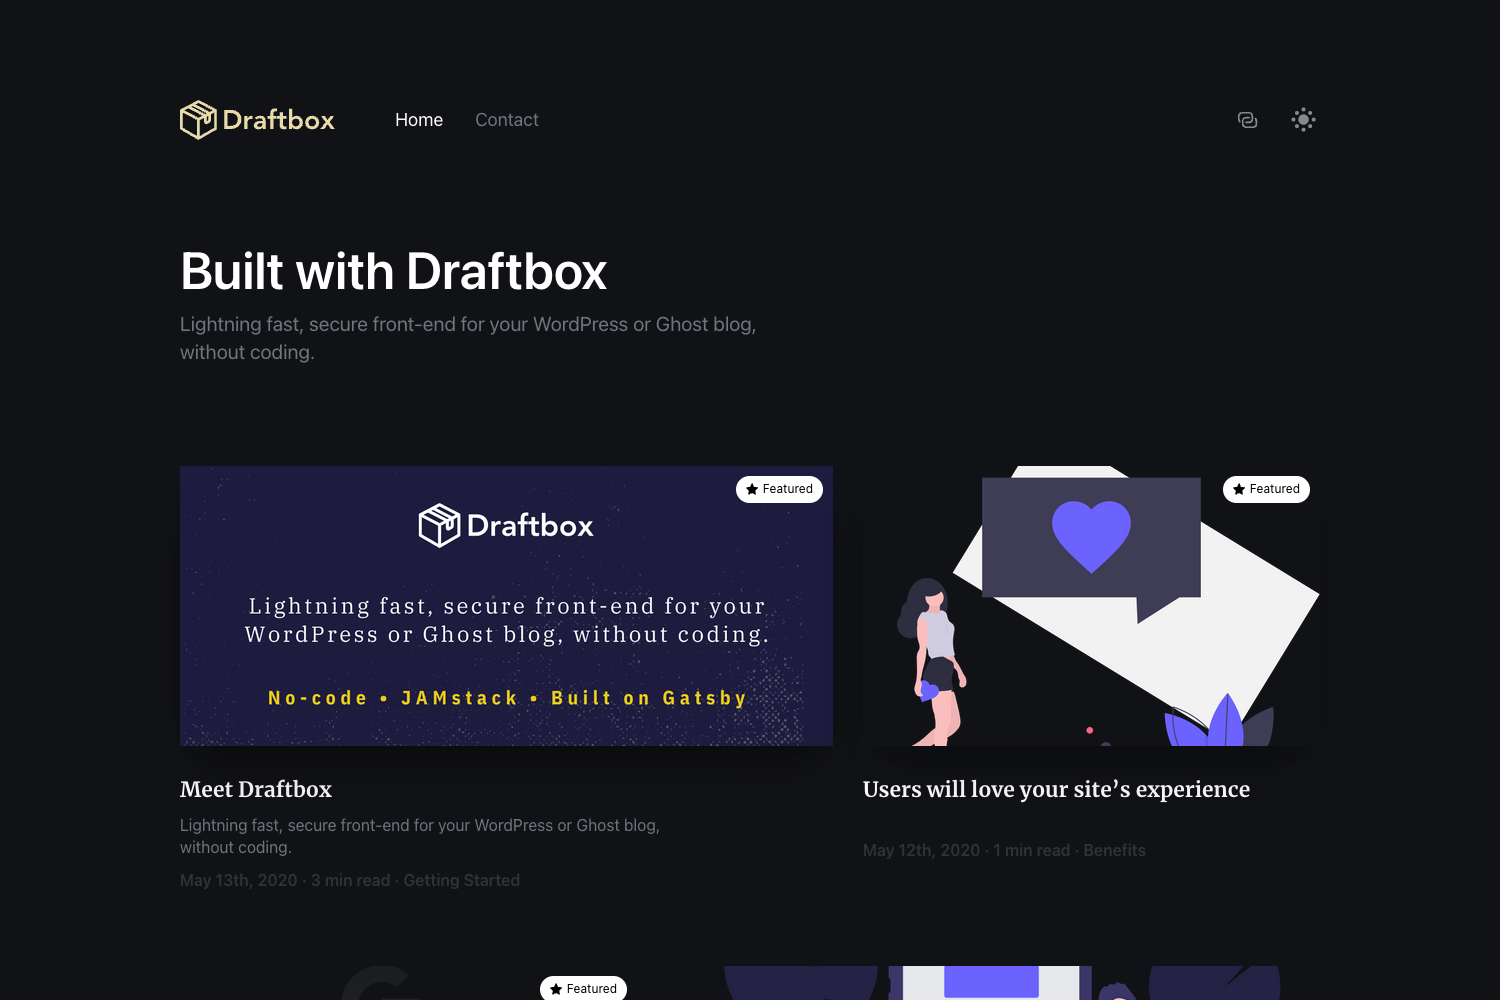 Draftbox
Home
Contact
Built with Draftbox
Lightning fast, secure front-end for your WordPress or Ghost blog,
without coding.
Featured
Draftbox
Lightning fast, secure front-end for your
WordPress or Ghost blog, without coding.
No-code • JAMstack • Built on Gatsby
Featured
Meet Draftbox
Lightning fast, secure front-end for your WordPress or Ghost blog,
without coding.
May 13th, 2020 · 3 min read · Getting Started
Users will love your site’s experience
May 12th, 2020 · 1 min read · Benefits
Featured